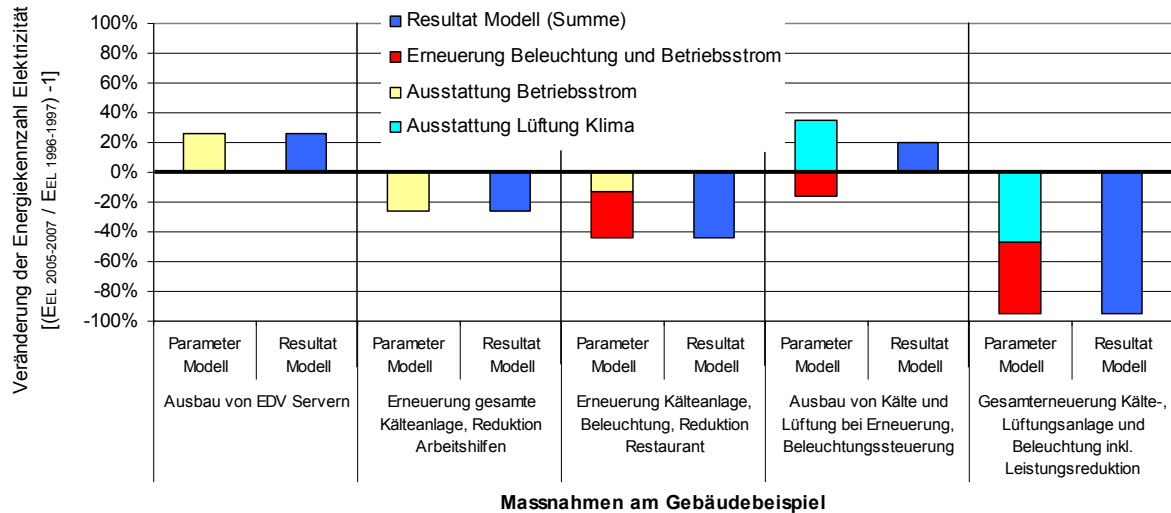 Veränderung der Energiekennzahl Elektrizität
[(EEL 2005-2007 / EEL 1996-1997) -1]
100%
80%
60%
40%
20%
0%
-20%
-40%
-60%
-80%
-100%
Resultat Modell (Summe)
Erneuerung Beleuchtung und Betriebsstrom
Ausstattung Betriebsstrom
Ausstattung Lüftung Klima
Parameter
Modell
Resultat
Modell
Parameter
Modell
Resultat
Modell
Parameter
Modell
Resultat
Modell
Parameter
Modell
Resultat
Modell
Parameter
Modell
Resultat
Modell
Ausbau von EDV Servern
Erneuerung gesamte
Kälteanlage, Reduktion
Arbeitshilfen
Erneuerung Kälteanlage,
Beleuchtung, Reduktion
Restaurant
Ausbau von Kälte und
Lüftung bei Erneuerung,
Beleuchtungssteuerung
Gesamterneuerung Kälte-,
Lüftungsanlage und
Beleuchtung inkl.
Leistungsreduktion
Massnahmen am Gebäudebeispiel